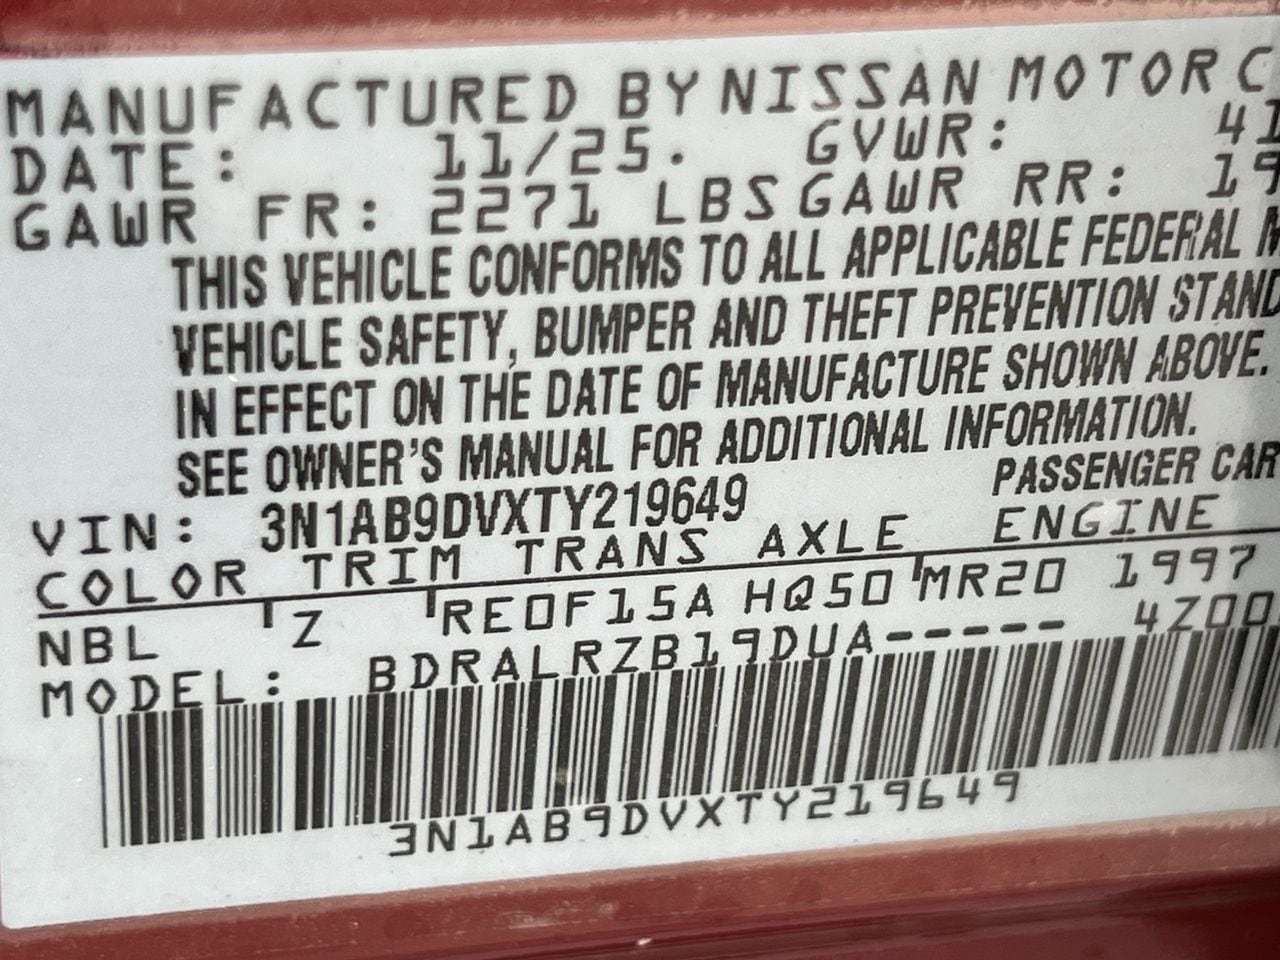 MANUFACTURED BY NISSAN MOTOR C
DATE: 11/25. GVWR: 41
GAWR FR: 2271 LBS GAWR RR: 19
THIS VEHICLE CONFORMS TO ALL APPLICABLE FEDERAL M
VEHICLE SAFETY, BUMPER AND THEFT PREVENTION STAND
IN EFFECT ON THE DATE OF MANUFACTURE SHOWN ABOVE.
SEE OWNER'S MANUAL FOR ADDITIONAL INFORMATION.
PASSENGER CAR
VIN: 3N1AB9DVXTY219649
COLOR TRIM TRANS AXLE ENGINE
NBL Z RE0F15A HQ50 MR20 1997
MODEL: BDRALRZB19DUA----- 4Z00
3N1AB9DVXTY219649